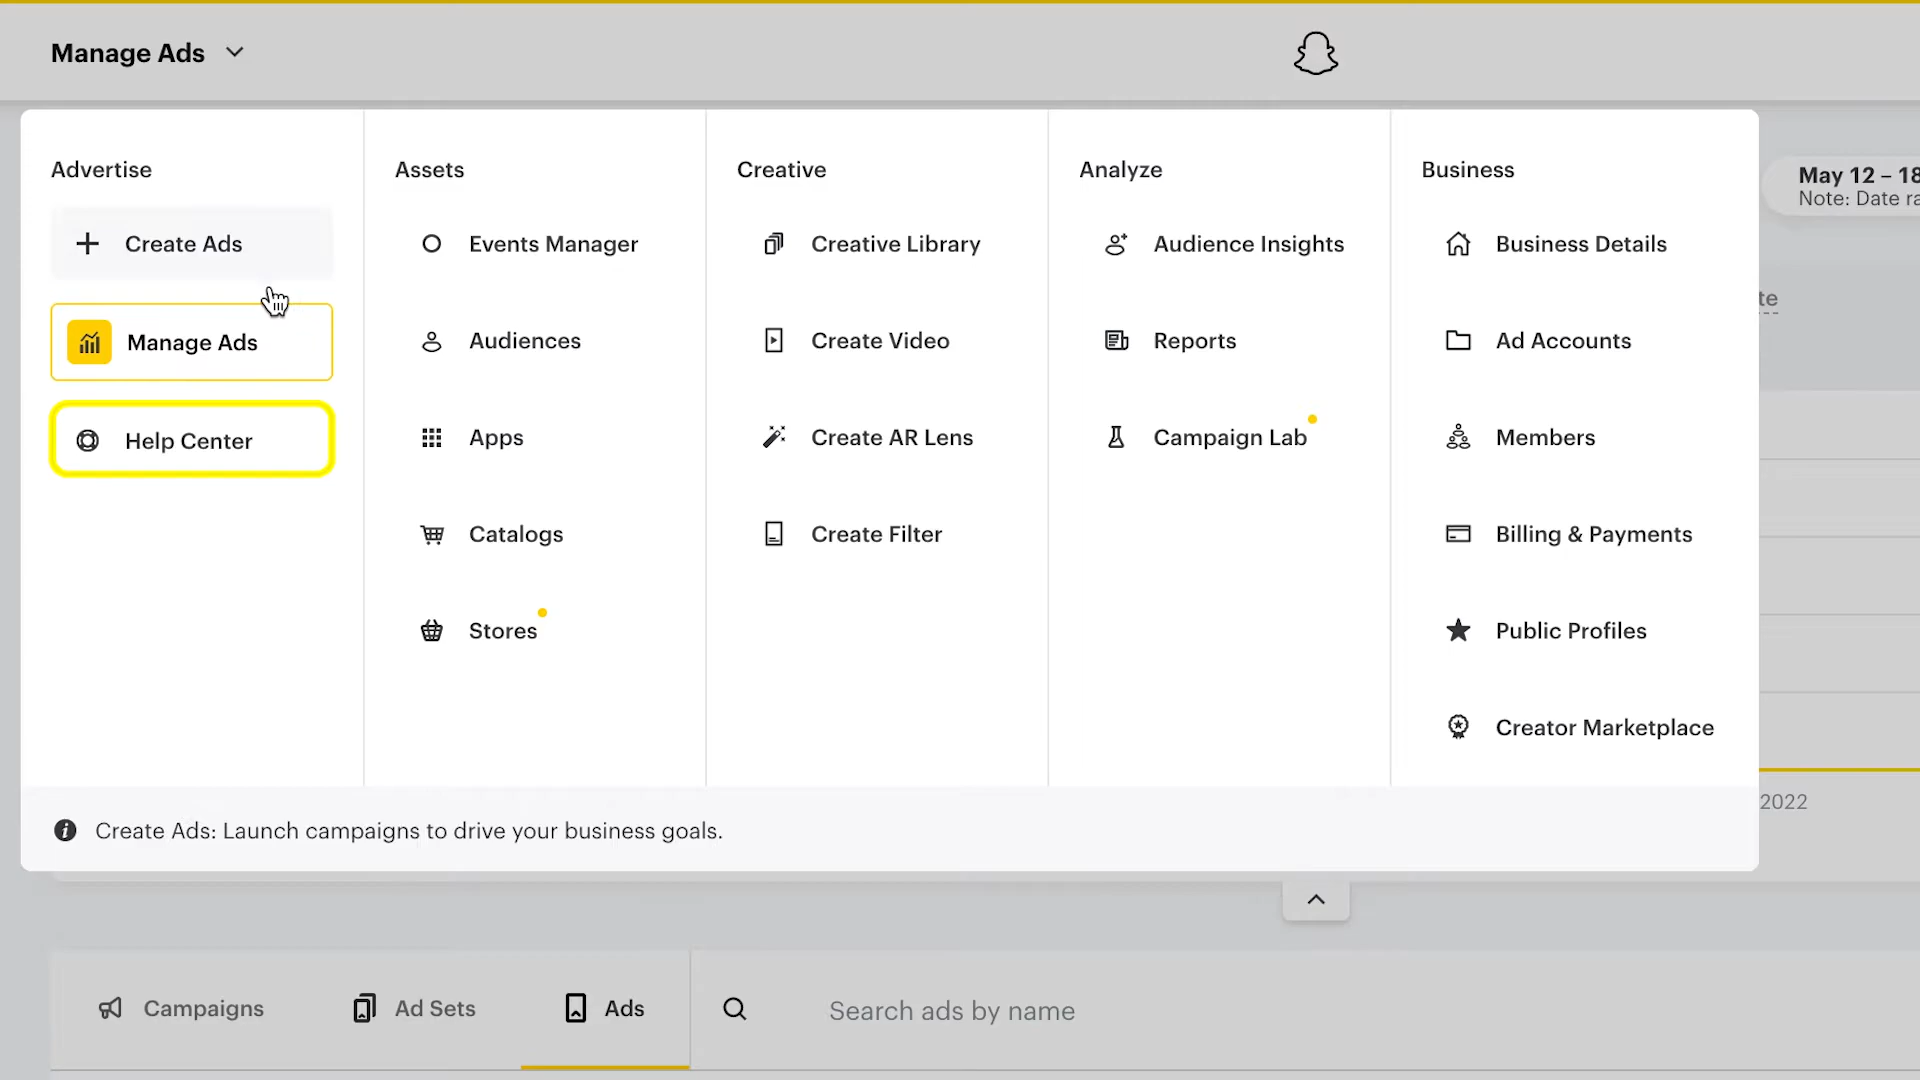 Manage Ads
Advertise
Create Ads
Manage Ads
Help Center
Assets
Events Manager
Audiences
Apps
Catalogs
Stores
Creative
Creative Library
Create Video
Create AR Lens
Create Filter
Analyze
Audience Insights
Reports
Campaign Lab
Business
Business Details
Ad Accounts
Members
Billing & Payments
Public Profiles
Creator Marketplace
Create Ads: Launch campaigns to drive your business goals.
May 12 – 18
Note: Date ra
te
2022
Campaigns
Ad Sets
Ads
Search ads by name